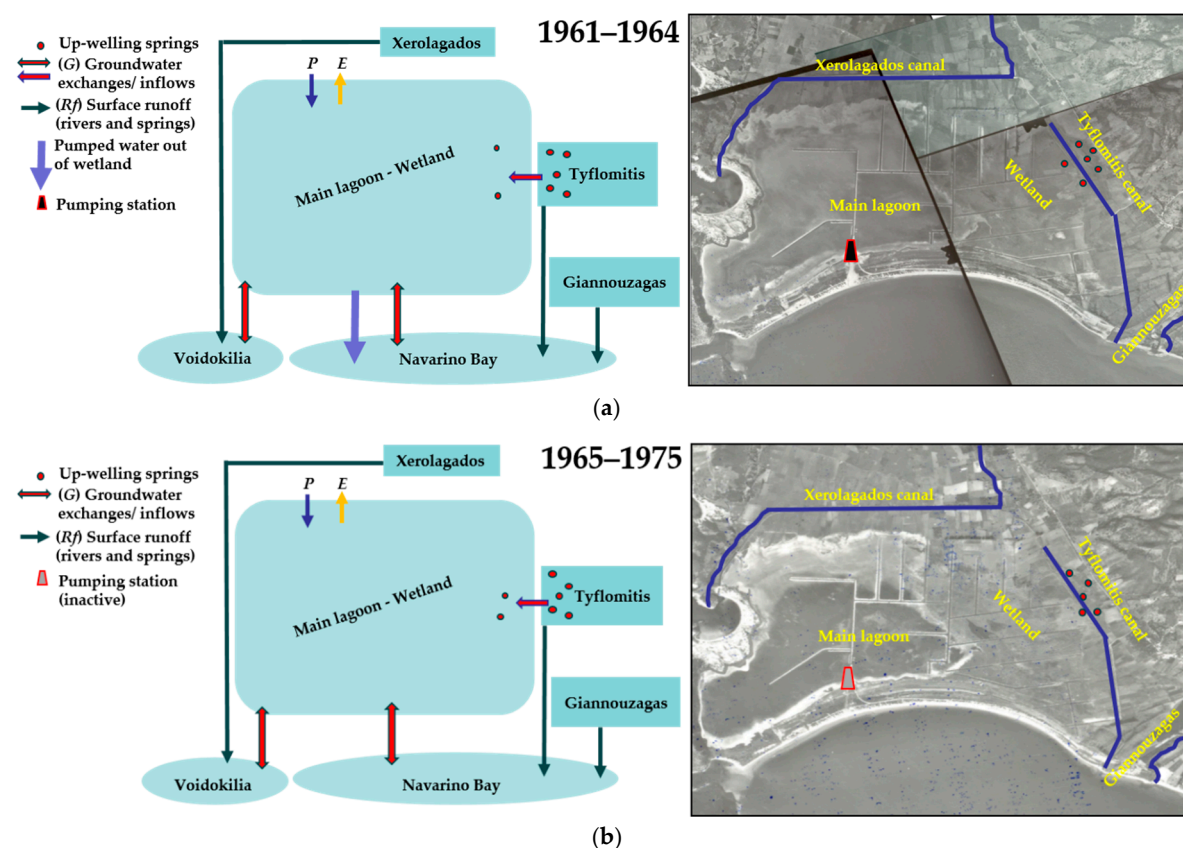 1961–1964
Up-welling springs
(G) Groundwater
exchanges/ inflows
(Rf) Surface runoff
(rivers and springs)
Pumped water out
of wetland
Pumping station
Xerolagados
P E
Main lagoon - Wetland
Tyflomitis
Giannouzagas
Voidokilia
Navarino Bay
Xerolagados canal
Tyflomitis canal
Wetland
Main lagoon
Giannouzagas
(a)
1965–1975
Up-welling springs
(G) Groundwater
exchanges/ inflows
(Rf) Surface runoff
(rivers and springs)
Pumping station
(inactive)
Xerolagados
P E
Main lagoon - Wetland
Tyflomitis
Giannouzagas
Voidokilia
Navarino Bay
Xerolagados canal
Tyflomitis canal
Wetland
Main lagoon
Giannouzagas
(b)